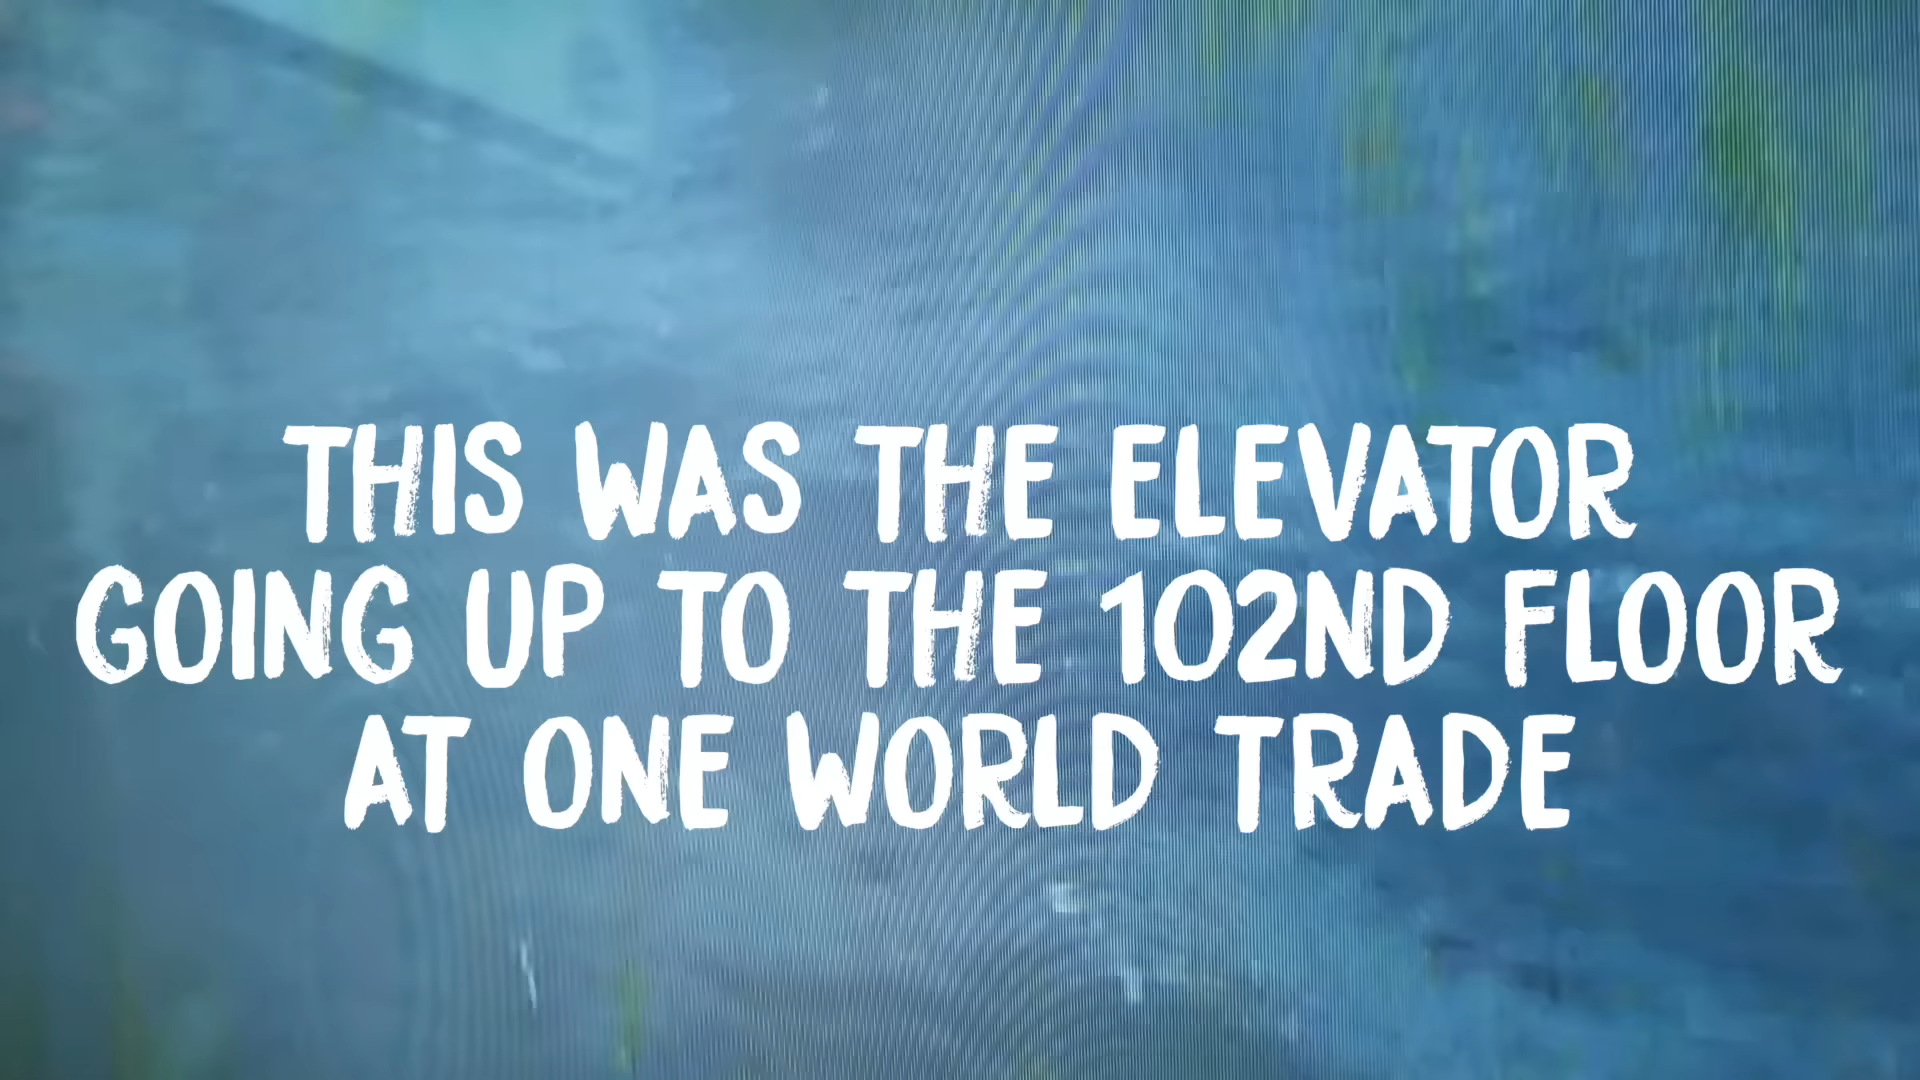 THIS WAS THE ELEVATOR
GOING UP TO THE 102ND FLOOR
AT ONE WORLD TRADE